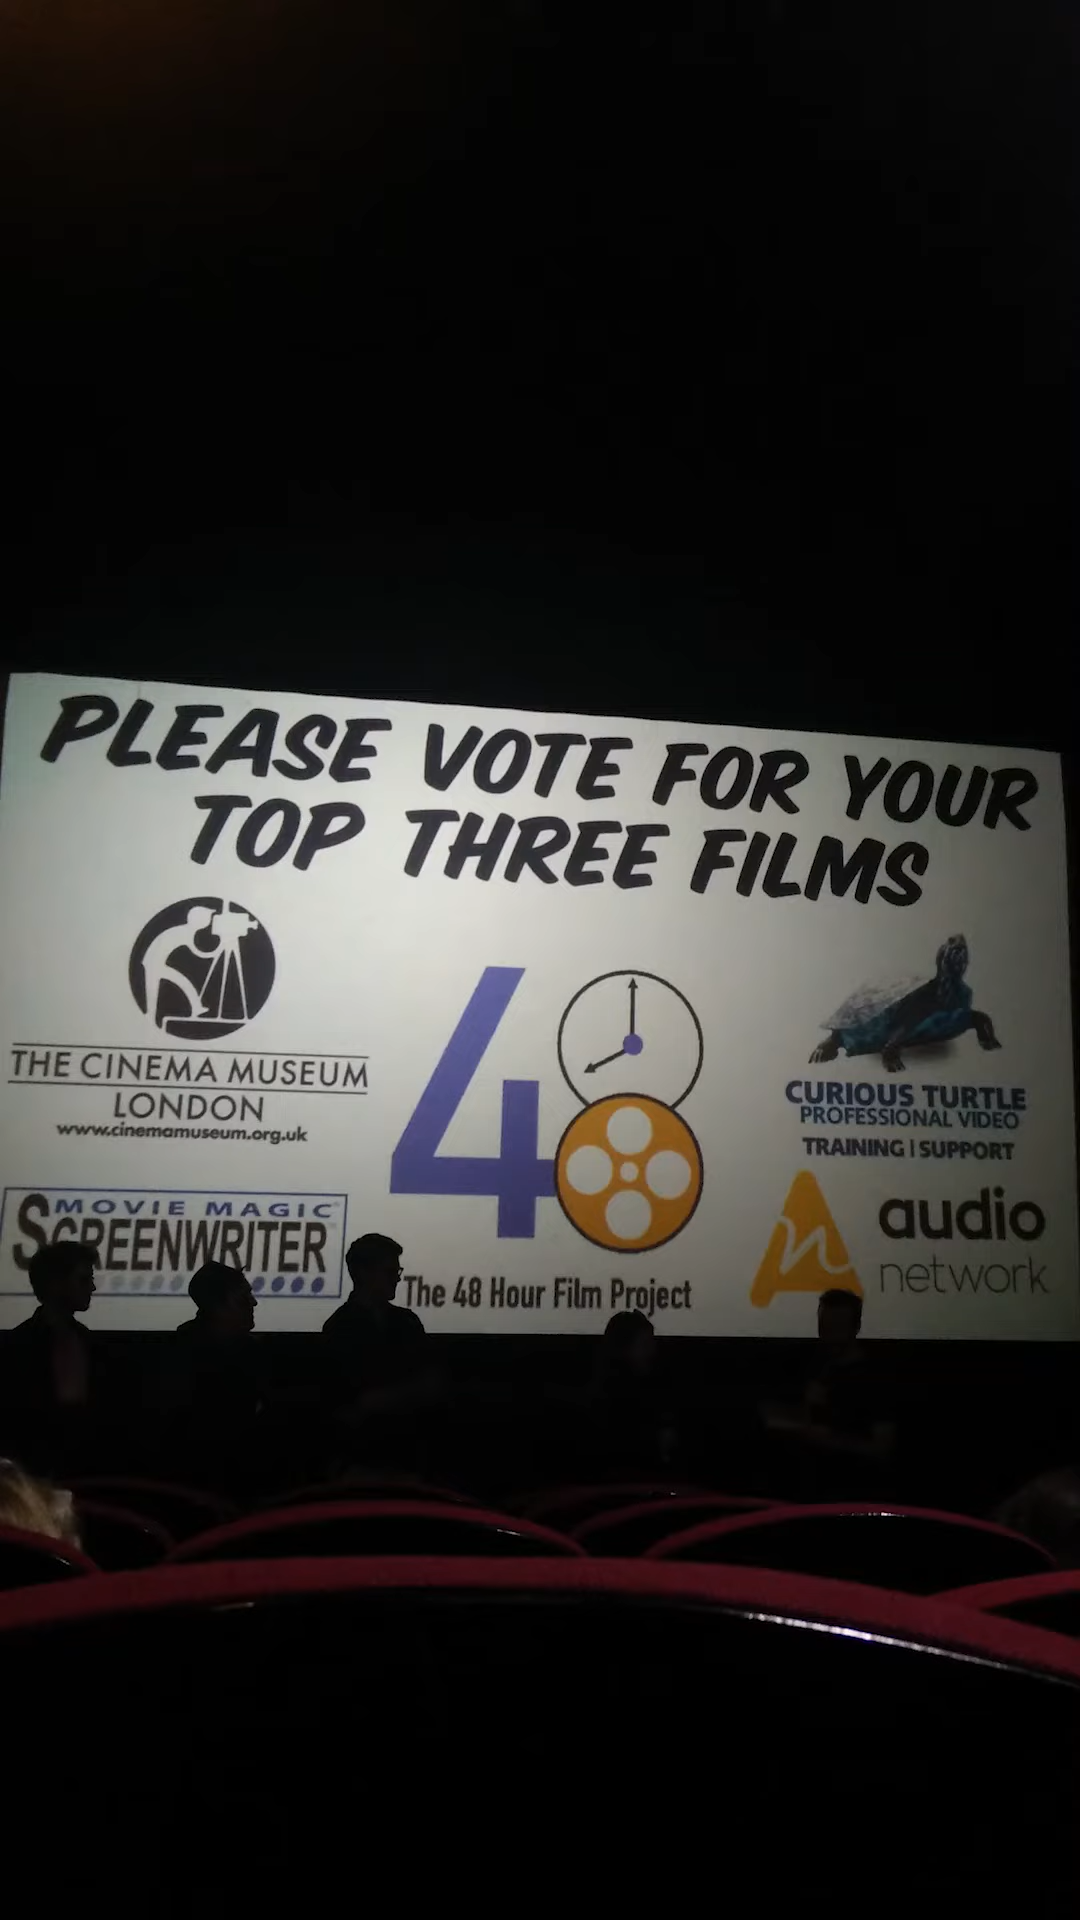 PLEASE VOTE FOR YOUR
TOP THREE FILMS
THE CINEMA MUSEUM
LONDON
www.cinemamuseum.org.uk
MOVIE MAGIC
SCREENWRITER
48
The 48 Hour Film Project
CURIOUS TURTLE
PROFESSIONAL VIDEO
TRAINING | SUPPORT
audio
network